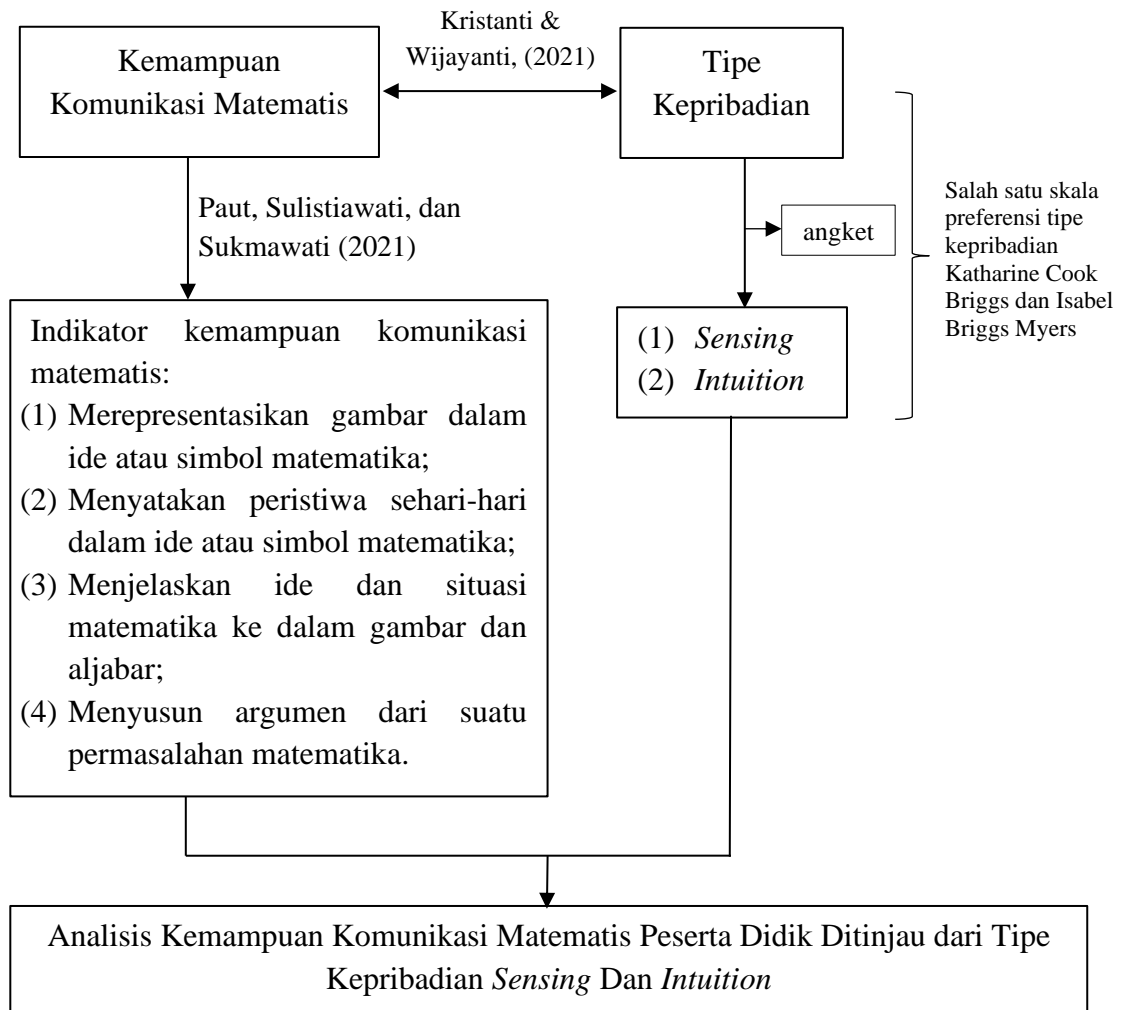 Kristanti &
Wijayanti, (2021)
Kemampuan
Komunikasi Matematis
Tipe
Kepribadian
Paut, Sulistiawati, dan
Sukmawati (2021)
angket
Salah satu skala
preferensi tipe
kepribadian
Katharine Cook
Briggs dan Isabel
Briggs Myers
Indikator kemampuan komunikasi
matematis:
(1) Merepresentasikan gambar dalam
ide atau simbol matematika;
(2) Menyatakan peristiwa sehari-hari
dalam ide atau simbol matematika;
(3) Menjelaskan ide dan situasi
matematika ke dalam gambar dan
aljabar;
(4) Menyusun argumen dari suatu
permasalahan matematika.
(1) Sensing
(2) Intuition
Analisis Kemampuan Komunikasi Matematis Peserta Didik Ditinjau dari Tipe
Kepribadian Sensing Dan Intuition